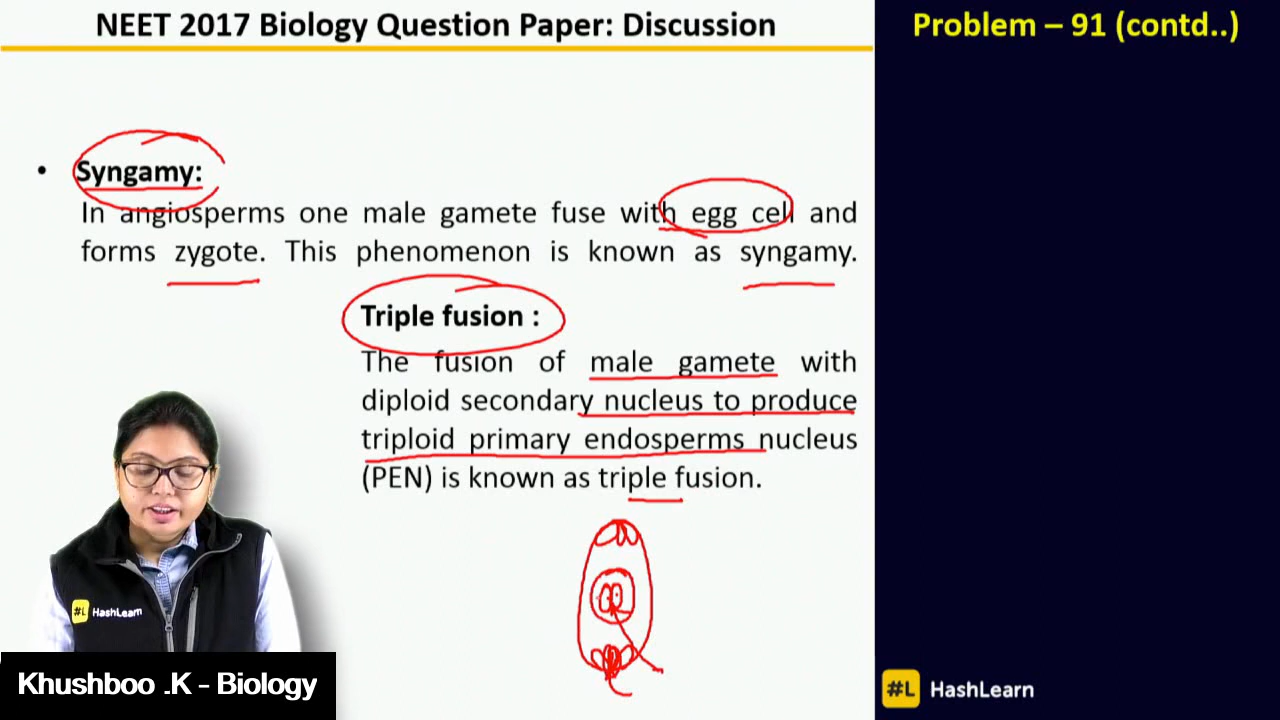 NEET 2017 Biology Question Paper: Discussion
Problem – 91 (contd..)
• Syngamy:
In angiosperms one male gamete fuse with egg cell and
forms zygote. This phenomenon is known as syngamy.
Triple fusion :
The fusion of male gamete with
diploid secondary nucleus to produce
triploid primary endosperms nucleus
(PEN) is known as triple fusion.
#L HashLearn
Khushboo .K – Biology
#L HashLearn